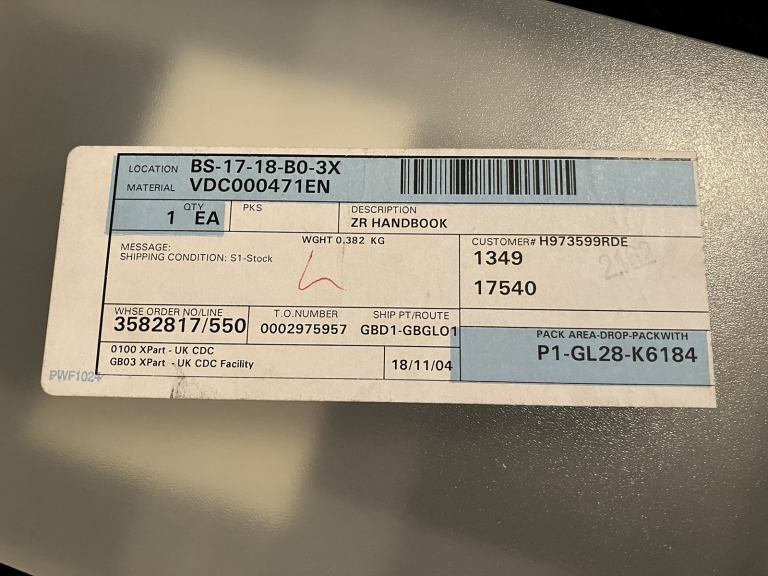 LOCATION BS-17-18-B0-3X
MATERIAL VDC000471EN
QTY
1 EA
PKS
DESCRIPTION
ZR HANDBOOK
WGHT 0.382 KG
MESSAGE:
SHIPPING CONDITION: S1-Stock
CUSTOMER# H973599RDE
1349
17540
WHSE ORDER NO/LINE
3582817/550
T.O.NUMBER
0002975957
SHIP PT/ROUTE
GBD1-GBGLO1
PACK AREA-DROP-PACKWITH
P1-GL28-K6184
0100 XPart - UK CDC
GB03 XPart - UK CDC Facility
18/11/04
PWF1024